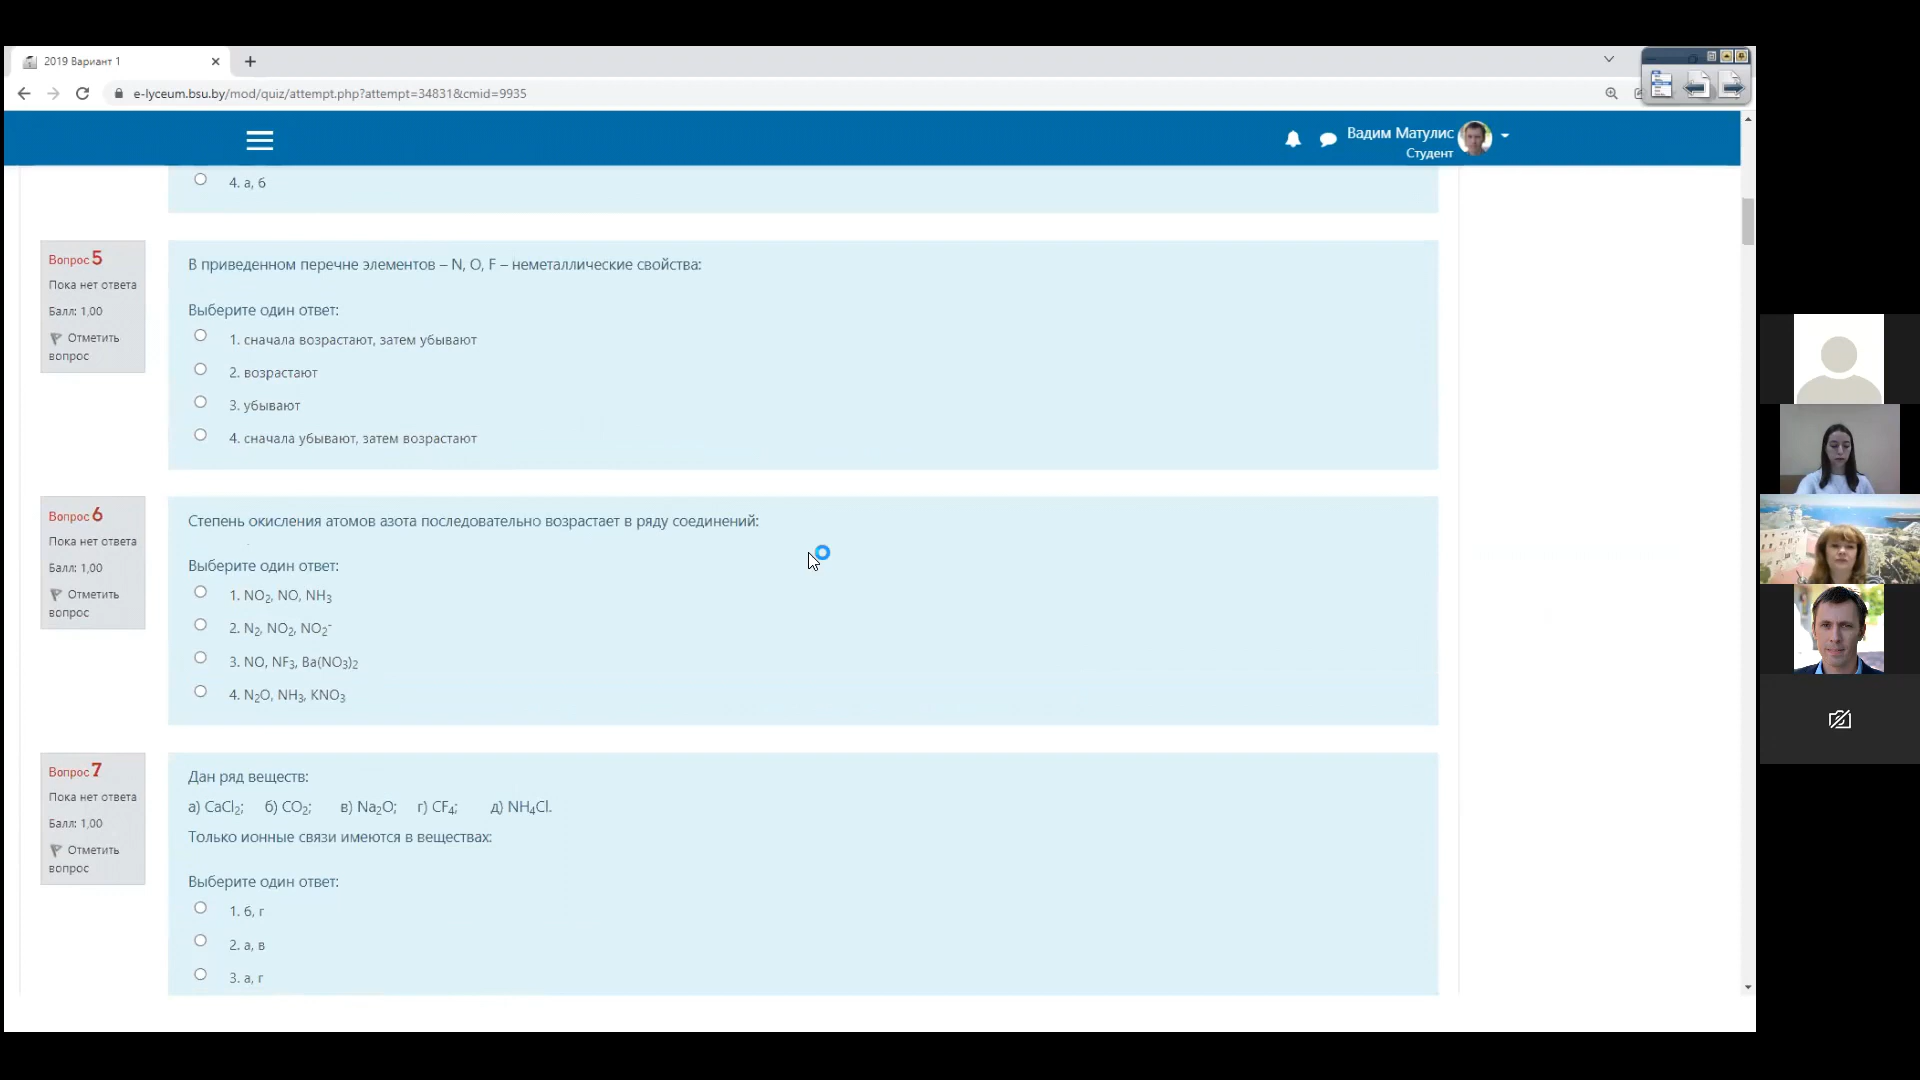 2019 Вариант 1
e-lyceum.bsu.by/mod/quiz/attempt.php?attempt=34831&cmid=9935
Вадим Матулис
Студент
4. а, б
Вопрос 5
Пока нет ответа
Балл: 1,00
Отметить
вопрос
В приведенном перечне элементов – N, O, F – неметаллические свойства:
Выберите один ответ:
1. сначала возрастают, затем убывают
2. возрастают
3. убывают
4. сначала убывают, затем возрастают
Вопрос 6
Пока нет ответа
Балл: 1,00
Отметить
вопрос
Степень окисления атомов азота последовательно возрастает в ряду соединений:
Выберите один ответ:
1. NO₂, NO, NH₃
2. N₂, NO₂, NO₂⁻
3. NO, NF₃, Ba(NO₃)₂
4. N₂O, NH₃, KNO₃
Вопрос 7
Пока нет ответа
Балл: 1,00
Отметить
вопрос
Дан ряд веществ:
а) CaCl₂; б) CO₂; в) Na₂O; г) CF₄; д) NH₄Cl.
Только ионные связи имеются в веществах:
Выберите один ответ:
1. б, г
2. а, в
3. а, г